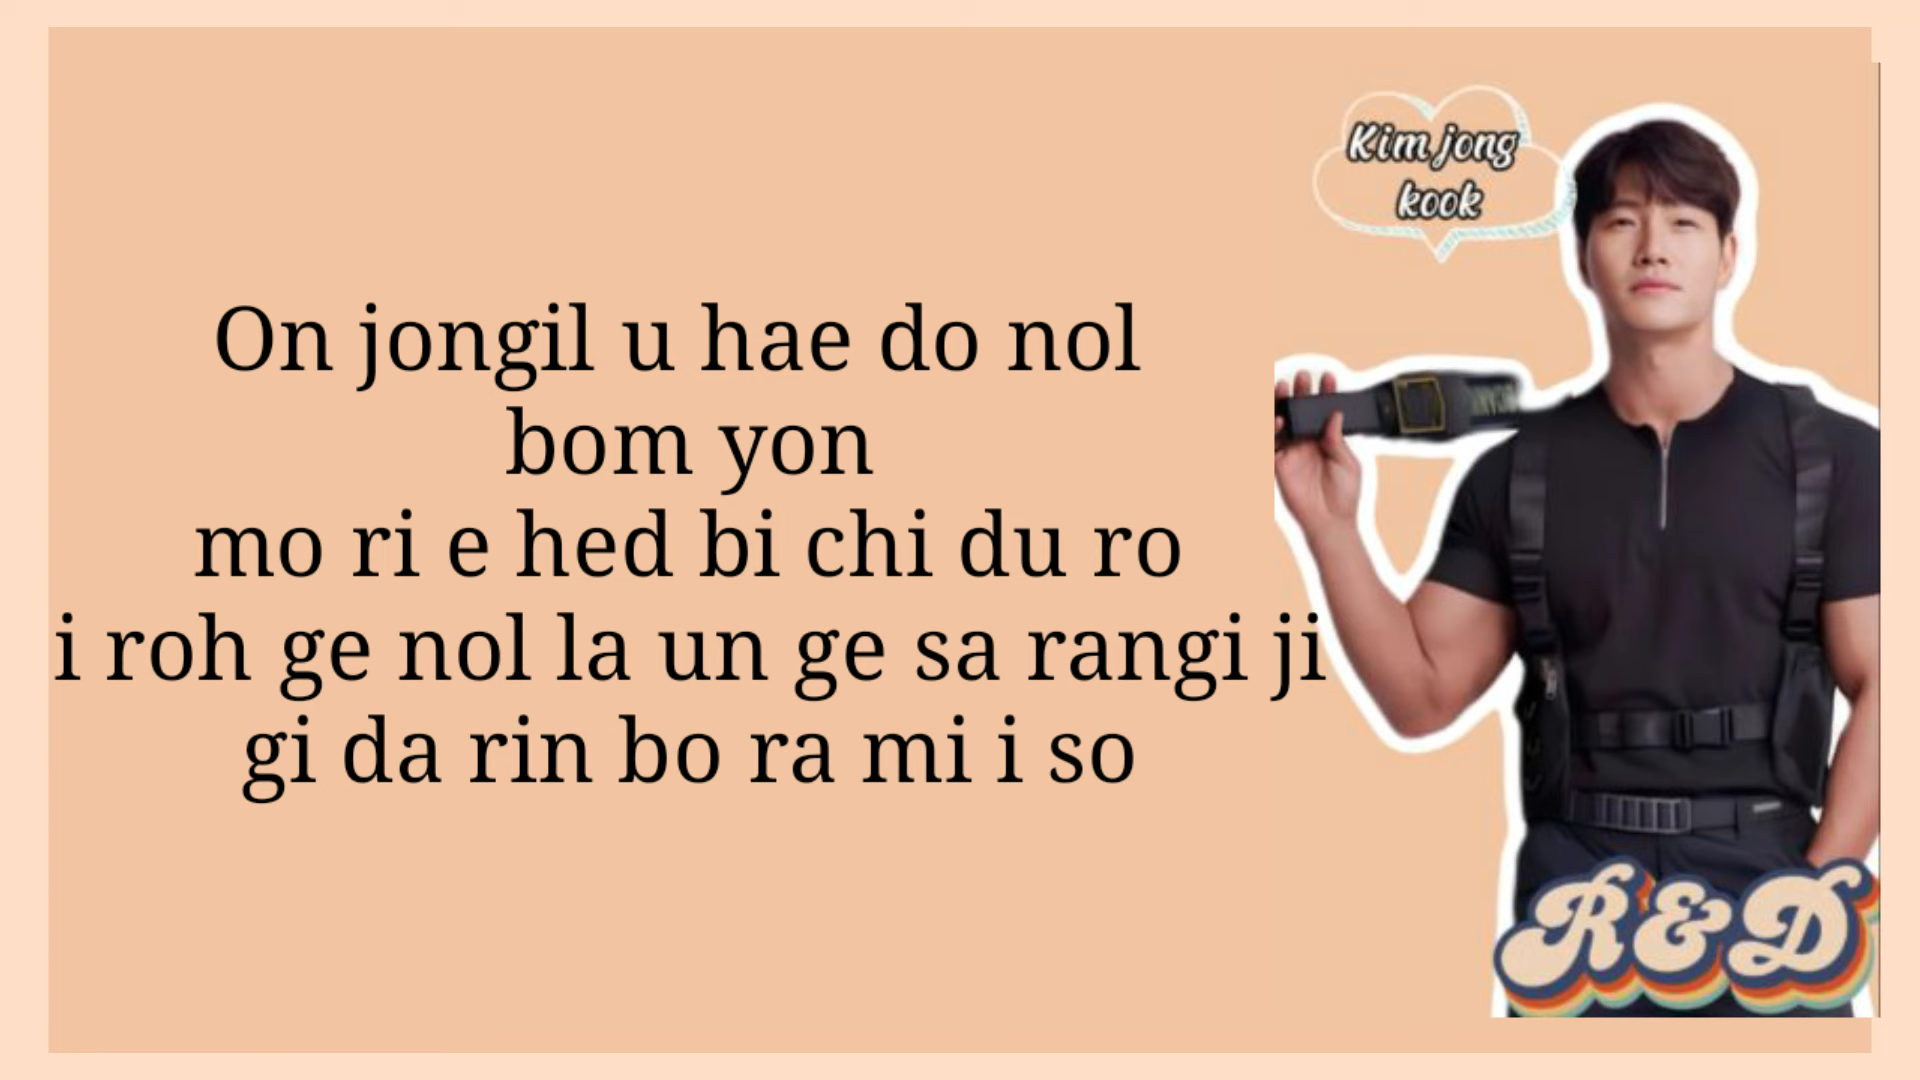 Kim jong
kook
On jongil u hae do nol
bom yon
mo ri e hed bi chi du ro
i roh ge nol la un ge sa rangi ji
gi da rin bo ra mi i so
R&D